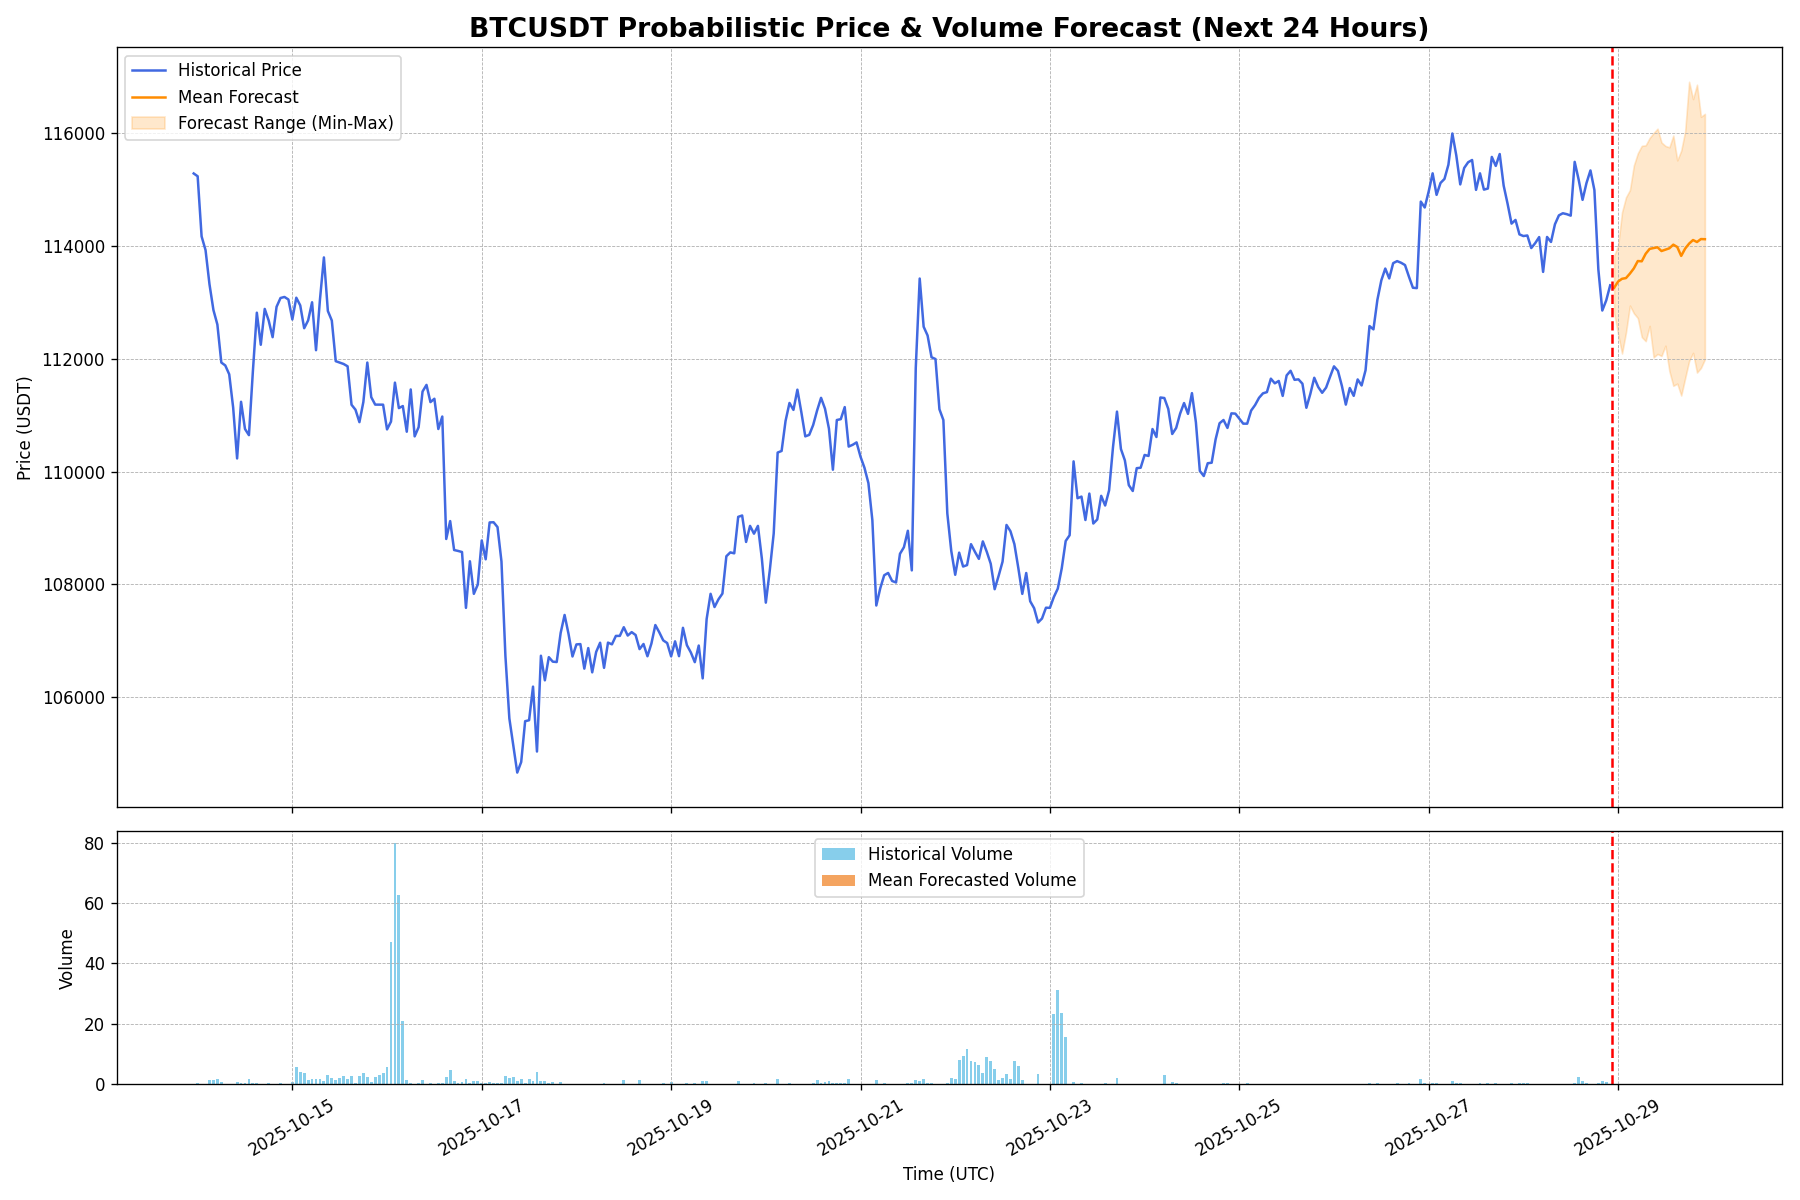 BTCUSDT Probabilistic Price & Volume Forecast (Next 24 Hours)
Historical Price
Mean Forecast
Forecast Range (Min-Max)
Price (USDT)
116000
114000
112000
110000
108000
106000
Historical Volume
Mean Forecasted Volume
Volume
80
60
40
20
0
2025-10-15
2025-10-17
2025-10-19
2025-10-21
2025-10-23
2025-10-25
2025-10-27
2025-10-29
Time (UTC)